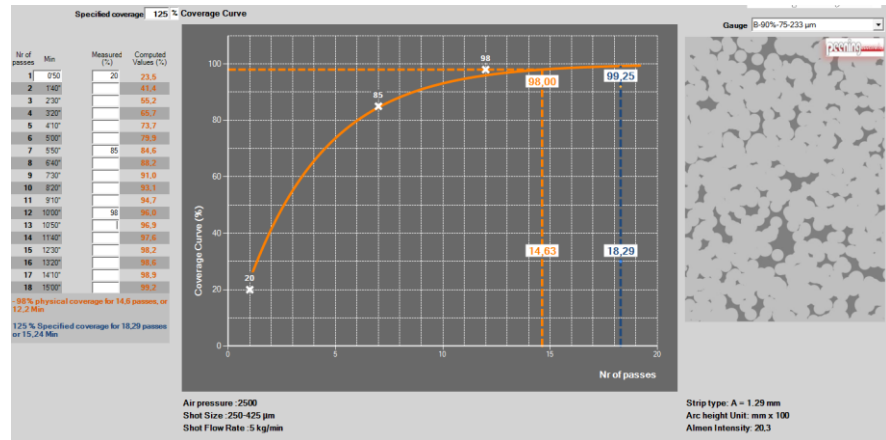 Specified coverage 125 % Coverage Curve
Gauge B-90%-75-233 µm
peening
Nr of passes Min Measured (%) Computed Values (%)
1 0'50 20 23,5
2 1'40" 41,4
3 2'30" 55,2
4 3'20" 65,7
5 4'10" 73,7
6 5'00" 79,9
7 5'50" 85 84,6
8 6'40" 88,2
9 7'30" 91,0
10 8'20" 93,1
11 9'10" 94,7
12 10'00" 98 96,0
13 10'50" 96,9
14 11'40" 97,6
15 12'30" 98,2
16 13'20" 98,6
17 14'10" 98,9
18 15'00" 99,2
~98% physical coverage for 14,6 passes, or
12,2 Min
125 % Specified coverage for 18,29 passes
or 15,24 Min
Coverage Curve (%)
100
80
60
40
20
0
20
85
98
98,00
99,25
14,63
18,29
0 5 10 15 20
Nr of passes
Air pressure :2500
Shot Size :250-425 µm
Shot Flow Rate :5 kg/min
Strip type: A = 1.29 mm
Arc height Unit: mm x 100
Almen Intensity: 20,3